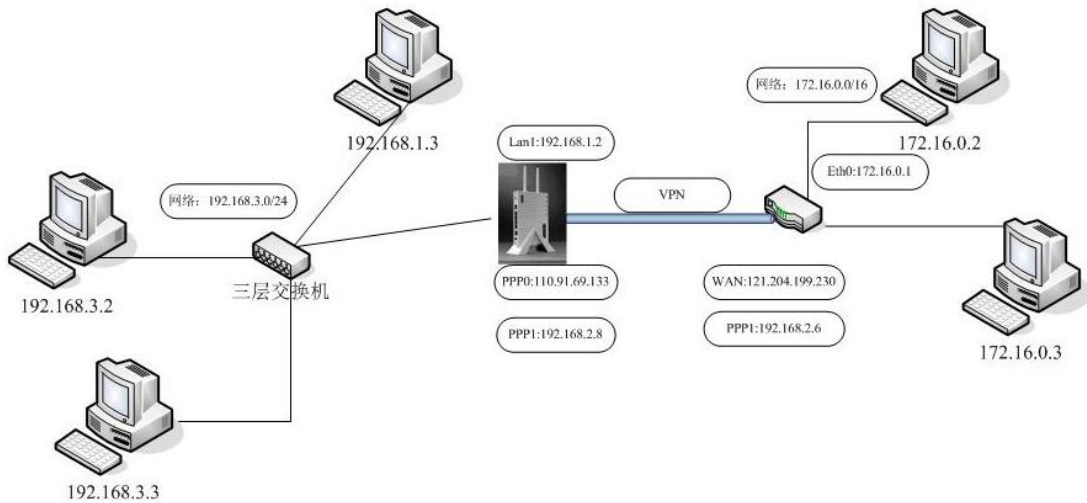 192.168.1.3
网络：172.16.0.0/16
172.16.0.2
Lan1:192.168.1.2
Eth0:172.16.0.1
网络：192.168.3.0/24
VPN
192.168.3.2
三层交换机
PPP0:110.91.69.133
WAN:121.204.199.230
PPP1:192.168.2.8
PPP1:192.168.2.6
172.16.0.3
192.168.3.3